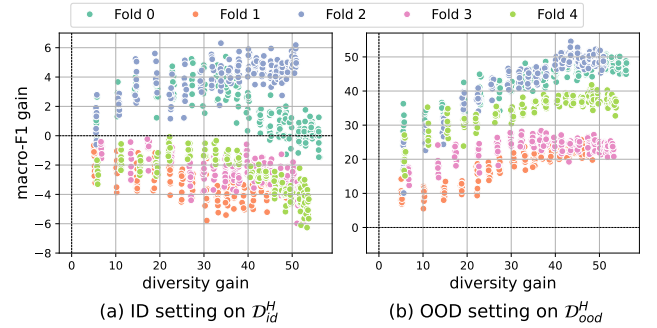 Fold 0 Fold 1 Fold 2 Fold 3 Fold 4
macro-F1 gain
6
4
2
0
−2
−4
−6
−8
0 10 20 30 40 50
diversity gain
(a) ID setting on 𝒟ᴴ_id
50
40
30
20
10
0
0 10 20 30 40 50
diversity gain
(b) OOD setting on 𝒟ᴴ_ood